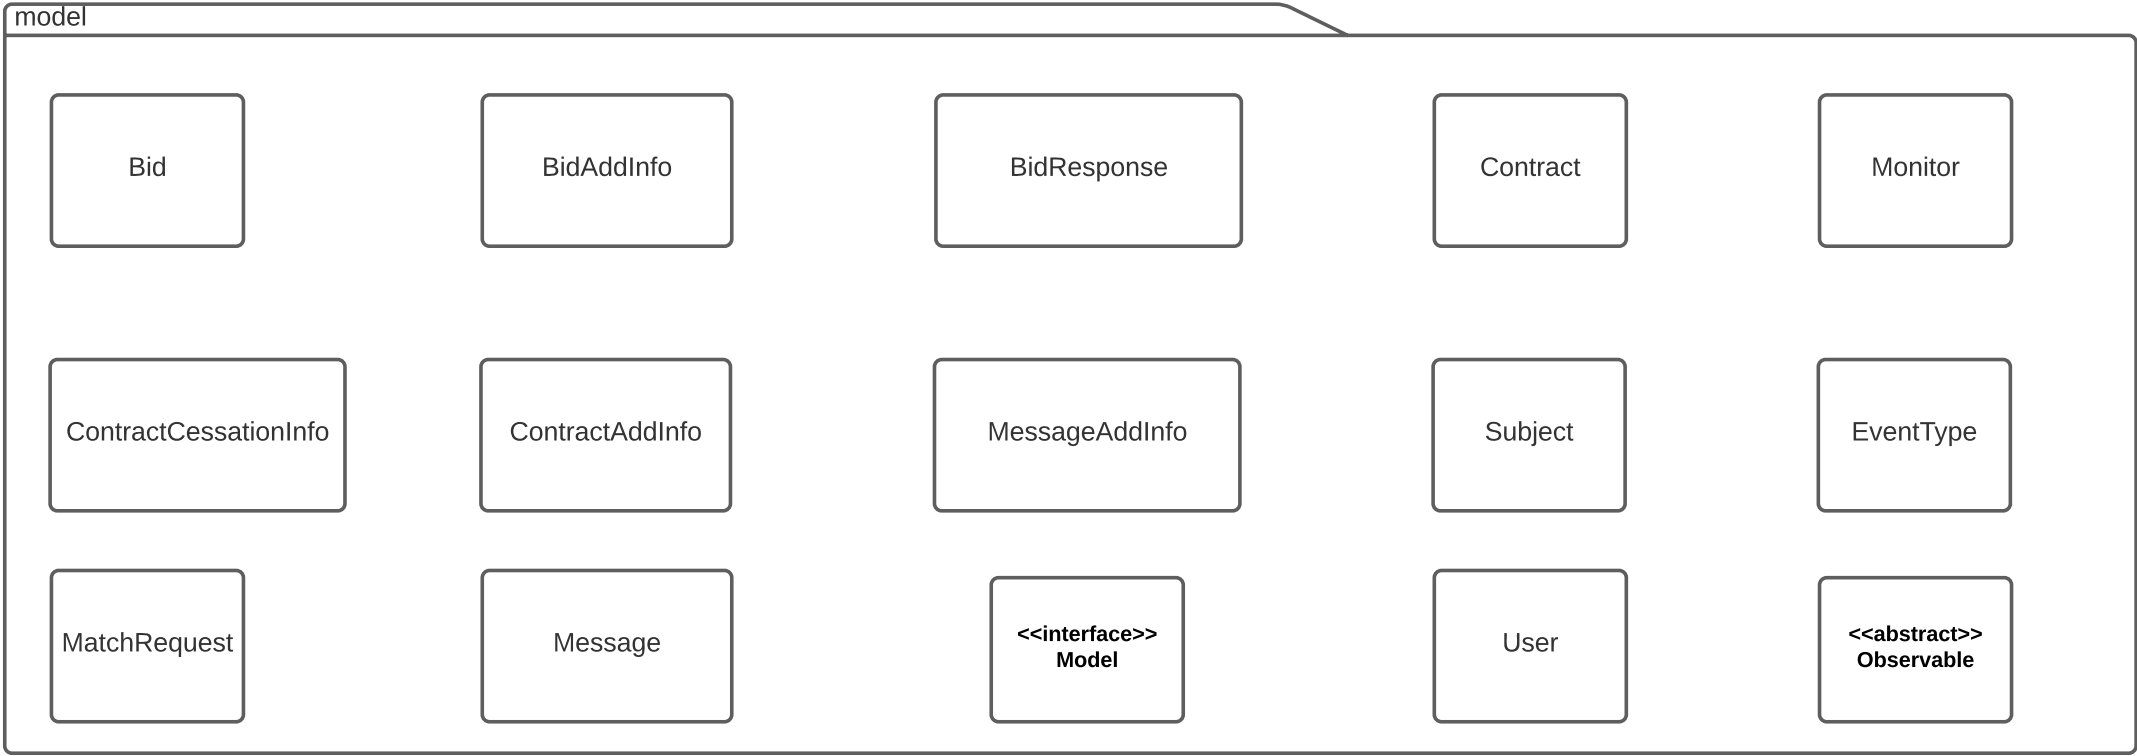 model
Bid
BidAddInfo
BidResponse
Contract
Monitor
ContractCessationInfo
ContractAddInfo
MessageAddInfo
Subject
EventType
MatchRequest
Message
<<interface>>
Model
User
<<abstract>>
Observable